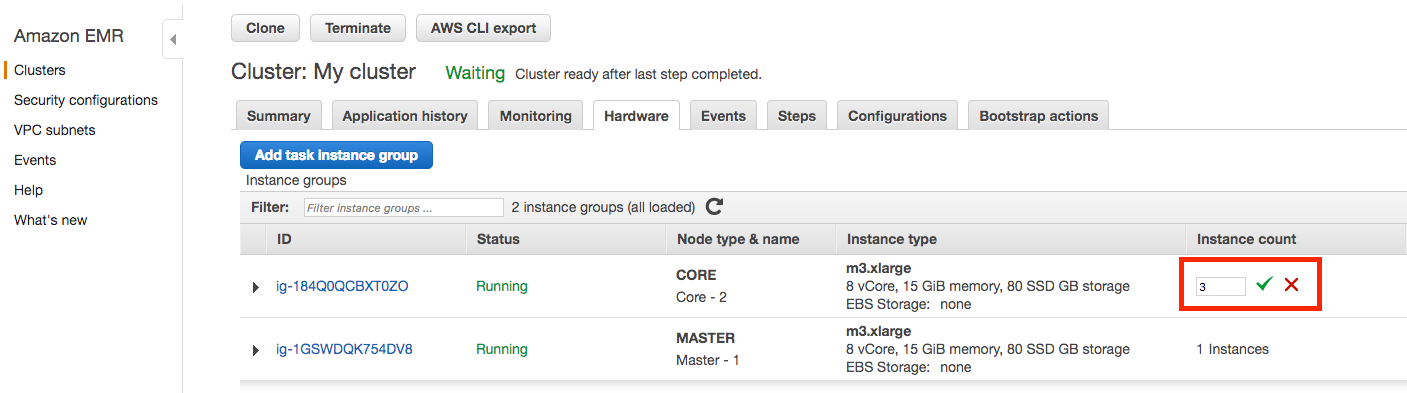 Amazon EMR
Clusters
Security configurations
VPC subnets
Events
Help
What's new
Clone Terminate AWS CLI export
Cluster: My cluster Waiting Cluster ready after last step completed.
Summary Application history Monitoring Hardware Events Steps Configurations Bootstrap actions
Add task instance group
Instance groups
Filter: Filter instance groups ... 2 instance groups (all loaded)
ID Status Node type & name Instance type Instance count
ig-184Q0QCBXT0ZO Running CORE m3.xlarge 3
Core - 2 8 vCore, 15 GiB memory, 80 SSD GB storage
EBS Storage: none
ig-1GSWDQK754DV8 Running MASTER m3.xlarge 1 Instances
Master - 1 8 vCore, 15 GiB memory, 80 SSD GB storage
EBS Storage: none